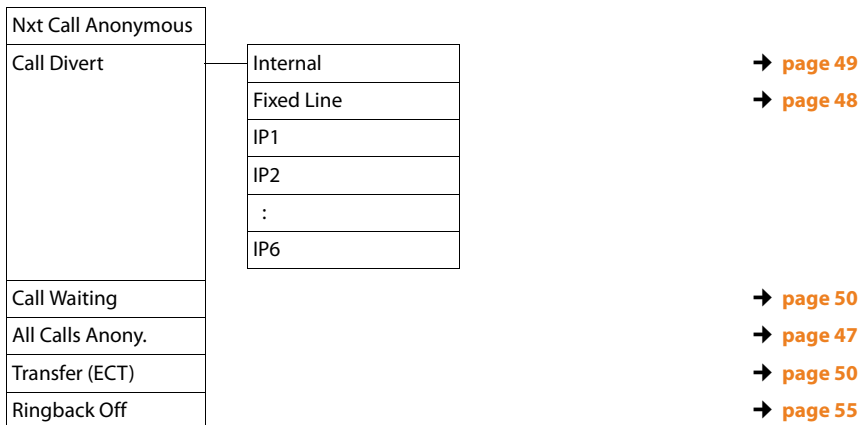 Nxt Call Anonymous
Call Divert Internal → page 49
Fixed Line → page 48
IP1
IP2
:
IP6
Call Waiting → page 50
All Calls Anony. → page 47
Transfer (ECT) → page 50
Ringback Off → page 55